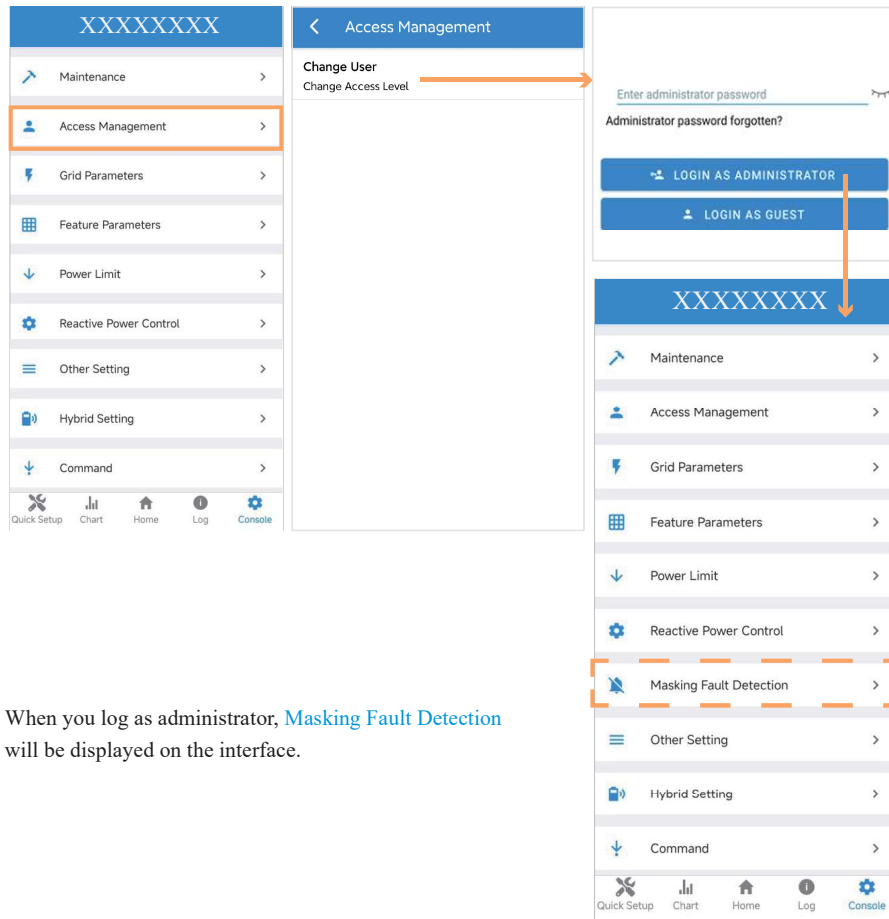 XXXXXXXX
Maintenance
Access Management
Grid Parameters
Feature Parameters
Power Limit
Reactive Power Control
Other Setting
Hybrid Setting
Command
Quick Setup Chart Home Log Console
Access Management
Change User
Change Access Level
Enter administrator password
Administrator password forgotten?
LOGIN AS ADMINISTRATOR
LOGIN AS GUEST
XXXXXXXX
Maintenance
Access Management
Grid Parameters
Feature Parameters
Power Limit
Reactive Power Control
Masking Fault Detection
Other Setting
Hybrid Setting
Command
Quick Setup Chart Home Log Console
When you log as administrator, Masking Fault Detection
will be displayed on the interface.